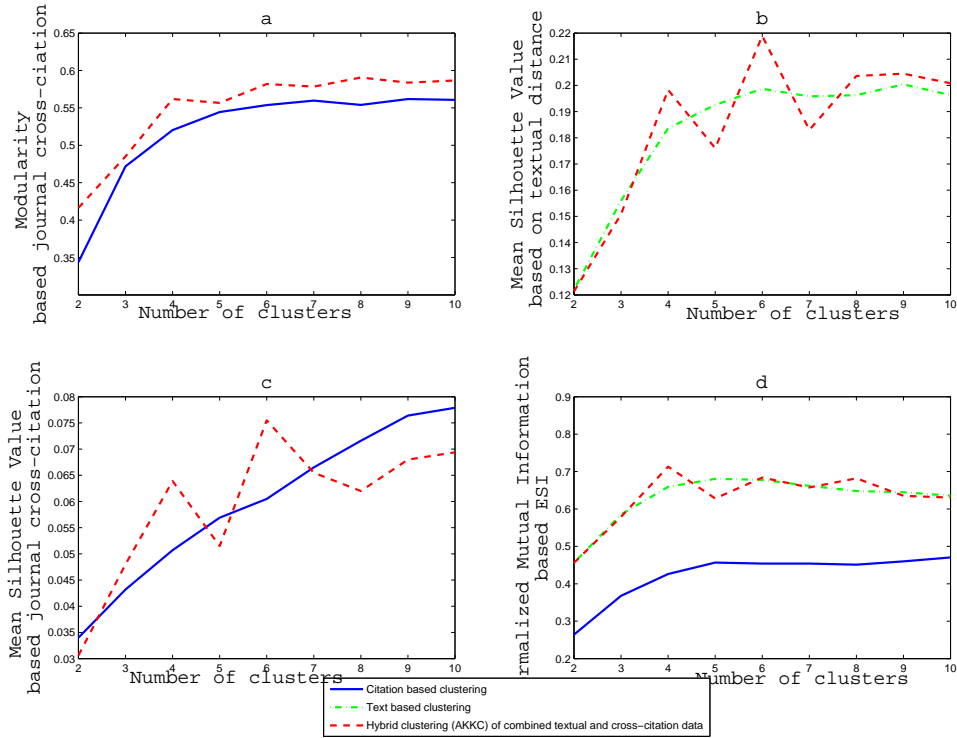 a
0.65
0.6
0.55
0.5
0.45
0.4
0.35
2 3 4 5 6 7 8 9 10
Number of clusters
Modularity
based journal cross-ciation
b
0.22
0.21
0.2
0.19
0.18
0.17
0.16
0.15
0.14
0.13
0.12
2 3 4 5 6 7 8 9 10
Number of clusters
Mean Silhouette Value
based on textual distance
c
0.08
0.075
0.07
0.065
0.06
0.055
0.05
0.045
0.04
0.035
0.03
2 3 4 5 6 7 8 9 10
Number of clusters
Mean Silhouette Value
based journal cross-citation
d
0.9
0.8
0.7
0.6
0.5
0.4
0.3
0.2
2 3 4 5 6 7 8 9 10
Number of clusters
rmalized Mutual Information
based ESI
Citation based clustering
Text based clustering
Hybrid clustering (AKKC) of combined textual and cross-citation data